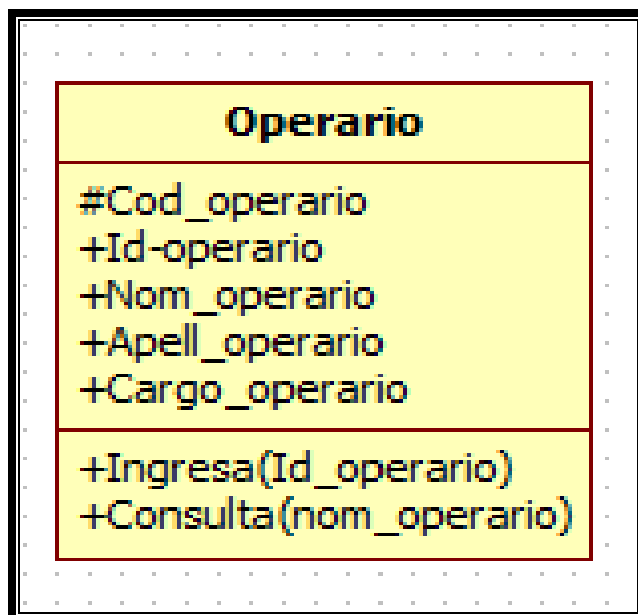 Operario
#Cod_operario
+Id-operario
+Nom_operario
+Apell_operario
+Cargo_operario
+Ingresa(Id_operario)
+Consulta(nom_operario)